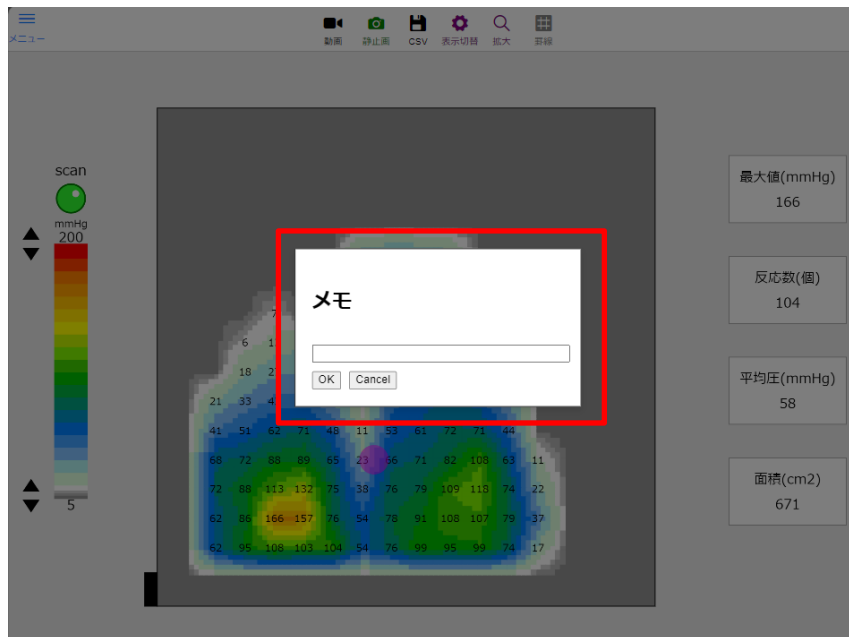 メニュー
動画 静止画 CSV 表示切替 拡大 罫線
scan
mmHg
200
5
メモ
OK Cancel
6
18
21 33
41 51 62 71 48 11 53 61 72 71 44
68 72 88 89 65 23 66 71 82 108 63 11
72 88 113 132 75 38 76 79 109 118 74 22
62 86 166 157 76 54 78 91 108 107 79 37
62 95 108 103 104 54 76 99 95 99 74 17
最大値(mmHg)
166
反応数(個)
104
平均圧(mmHg)
58
面積(cm2)
671